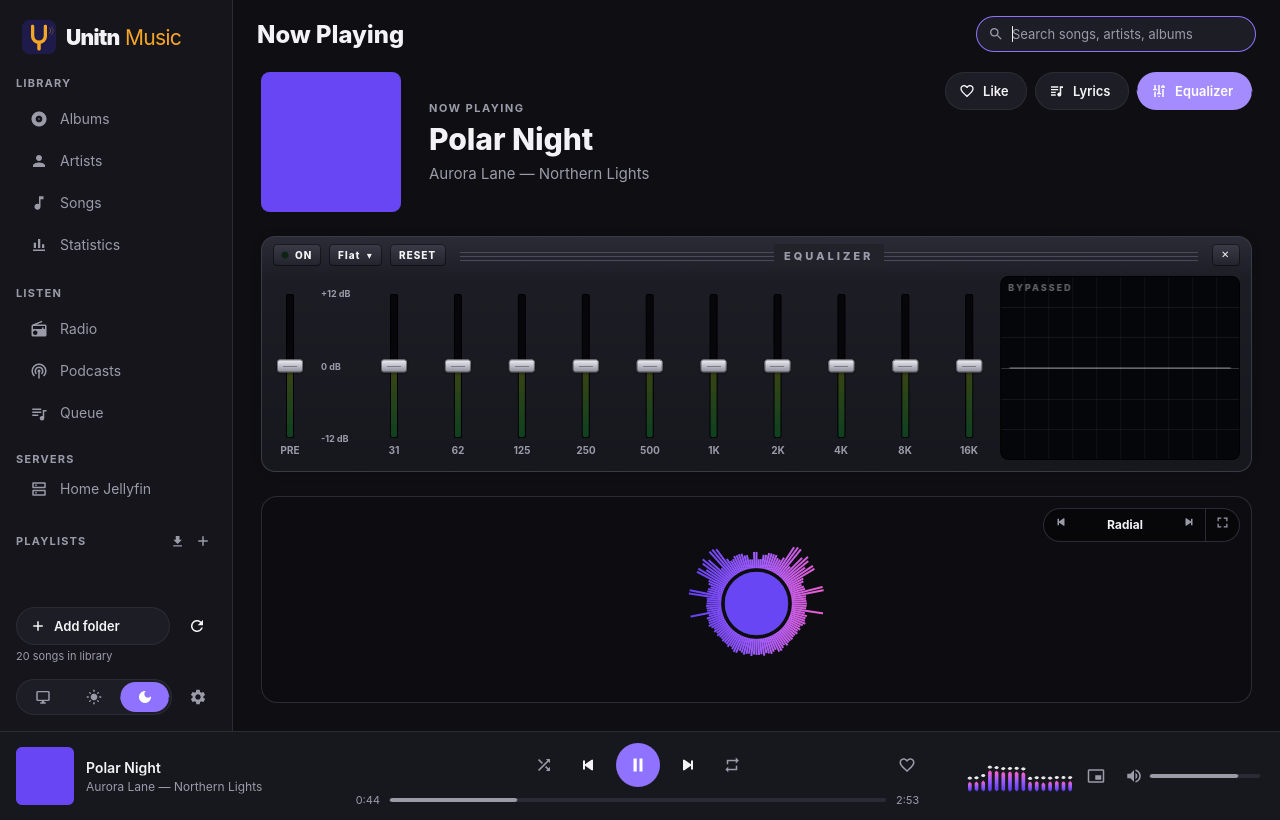 Unitn Music
LIBRARY
Albums
Artists
Songs
Statistics
LISTEN
Radio
Podcasts
Queue
SERVERS
Home Jellyfin
PLAYLISTS
Add folder
20 songs in library
Now Playing
Search songs, artists, albums
Like
Lyrics
Equalizer
NOW PLAYING
Polar Night
Aurora Lane — Northern Lights
ON
Flat
RESET
EQUALIZER
BYPASSED
+12 dB
0 dB
-12 dB
PRE
31
62
125
250
500
1K
2K
4K
8K
16K
Radial
Polar Night
Aurora Lane — Northern Lights
0:44
2:53